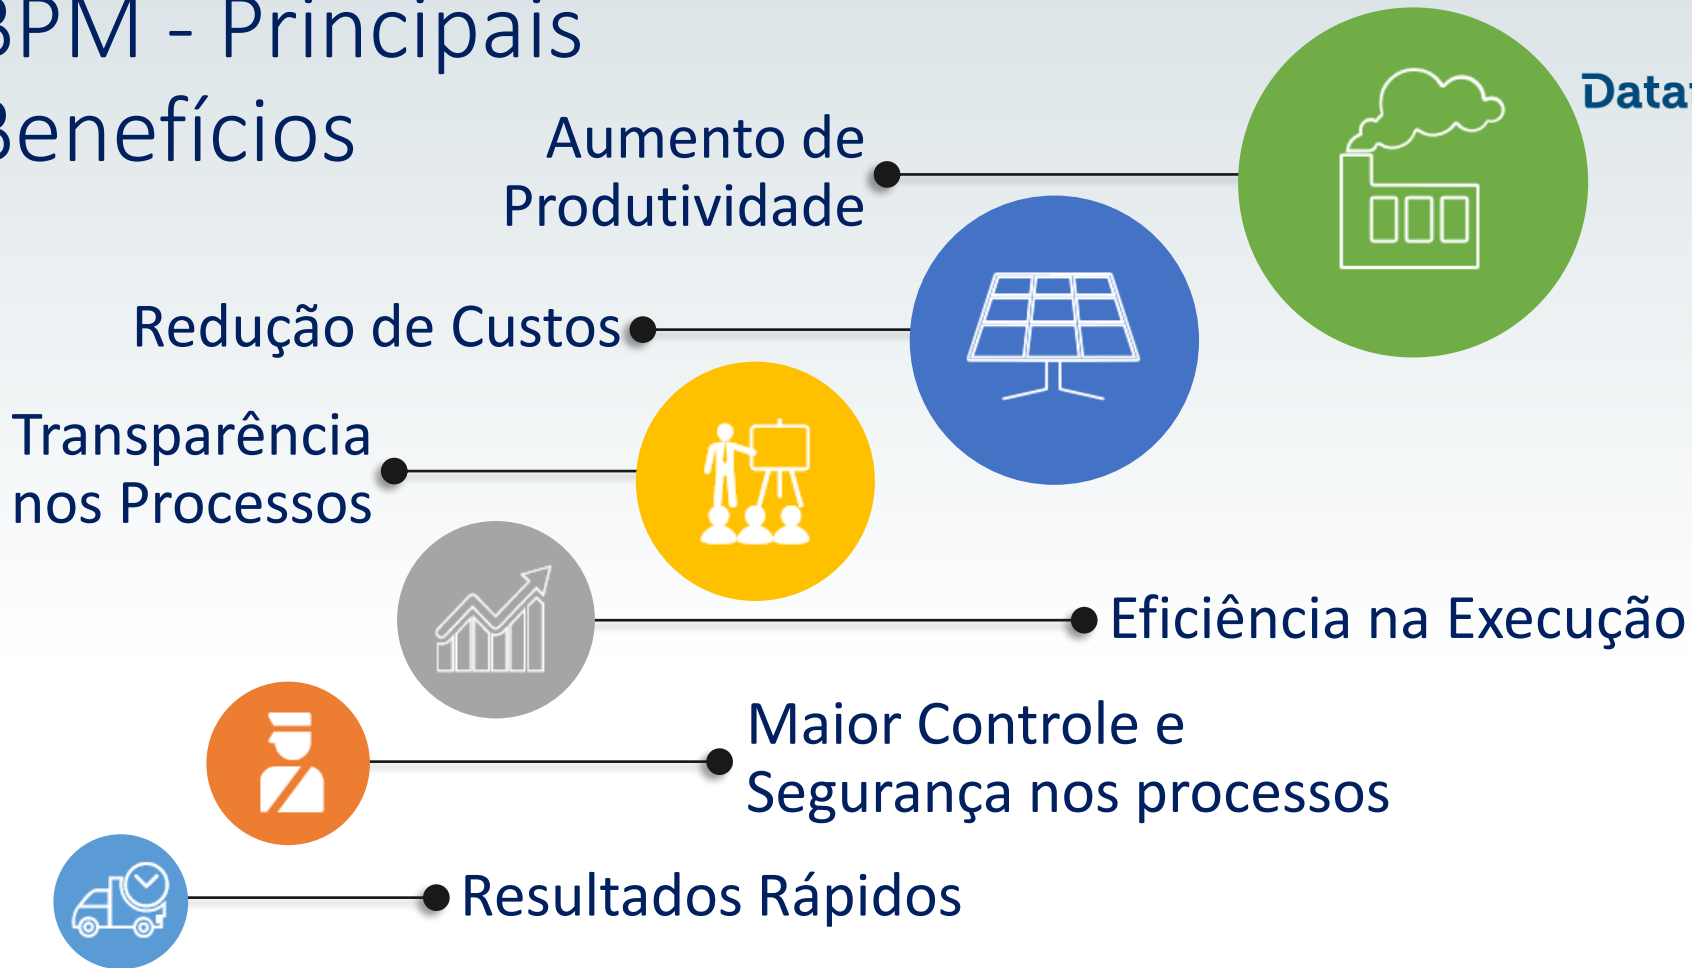 BPM - Principais
Benefícios
Aumento de
Produtividade
Redução de Custos
Transparência
nos Processos
Eficiência na Execução
Maior Controle e
Segurança nos processos
Resultados Rápidos